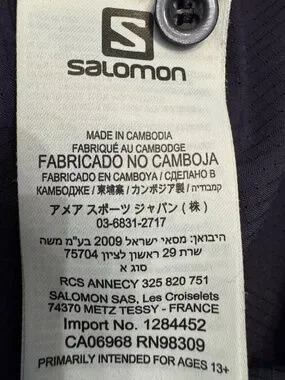 S
salomon
MADE IN CAMBODIA
FABRIQUÉ AU CAMBODGE
FABRICADO NO CAMBOJA
FABRICADO EN CAMBOYA / СДЕЛАНО В
КАМБОДЖЕ / 柬埔寨 / カンボジア製 / קמבודיה
アメア スポーツ ジャパン (株)
03-6831-2717
היבואן: מסאי ישראל 2009 בע"מ משה
שרת 29 ראשון לציון 75704
סוג א
RCS ANNECY 325 820 751
SALOMON SAS, Les Croiselets
74370 METZ TESSY - FRANCE
Import No. 1284452
CA06968 RN98309
PRIMARILY INTENDED FOR AGES 13+